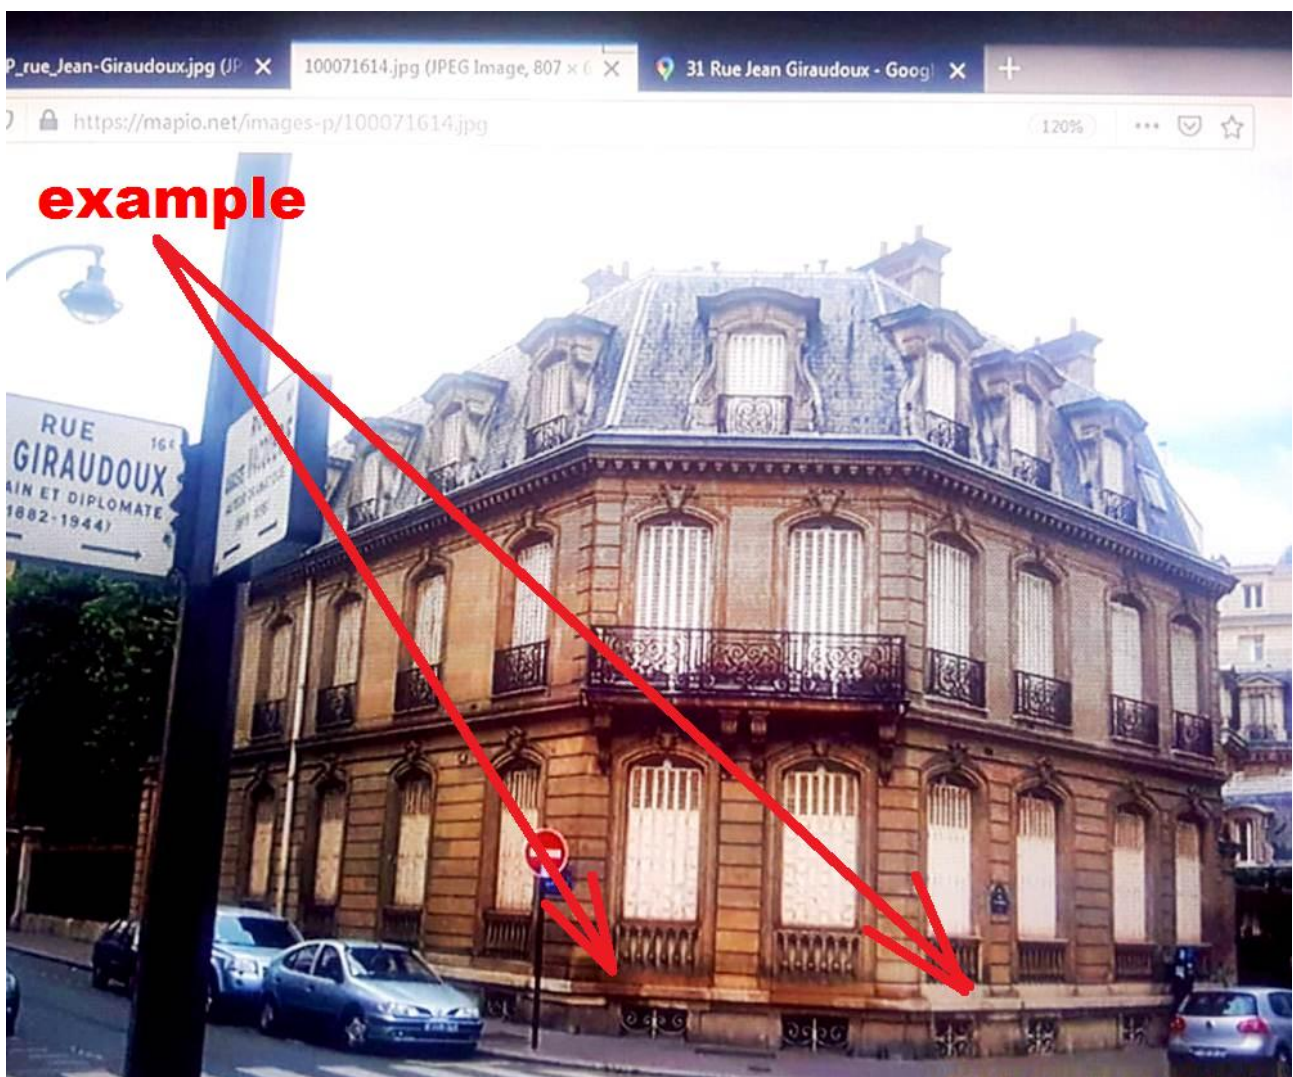 P_rue_Jean-Giraudoux.jpg (JP
100071614.jpg (JPEG Image, 807 × 6
31 Rue Jean Giraudoux - Googl
https://mapio.net/images-p/100071614.jpg
120%
example
RUE
16e
GIRAUDOUX
AIN ET DIPLOMATE
1882-1944)